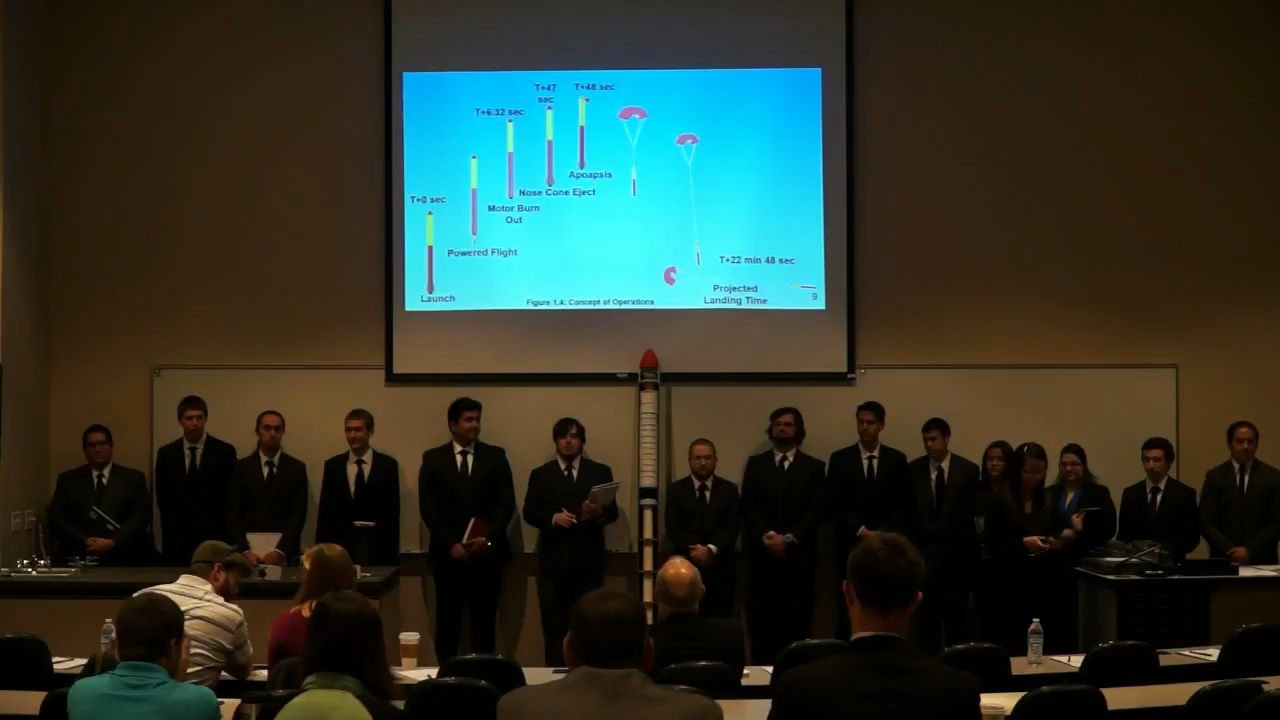 T+0 sec
Launch
Powered Flight
T+6.32 sec
Motor Burn
Out
T+47
sec
Nose Cone Eject
T+48 sec
Apoapsis
T+22 min 48 sec
Projected
Landing Time
Figure 1.4: Concept of Operations
9